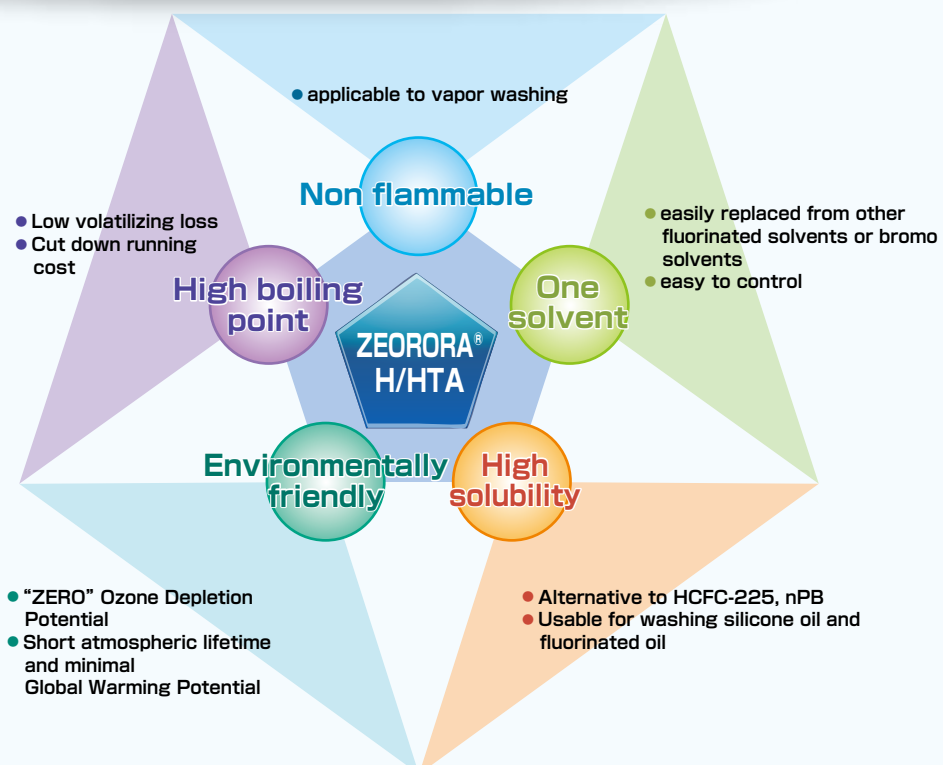 ● applicable to vapor washing
Non flammable
● Low volatilizing loss
● Cut down running
cost
High boiling
point
● easily replaced from other
fluorinated solvents or bromo
solvents
● easy to control
One
solvent
ZEORORA®
H/HTA
Environmentally
friendly
High
solubility
● “ZERO” Ozone Depletion
Potential
● Short atmospheric lifetime
and minimal
Global Warming Potential
● Alternative to HCFC-225, nPB
● Usable for washing silicone oil and
fluorinated oil